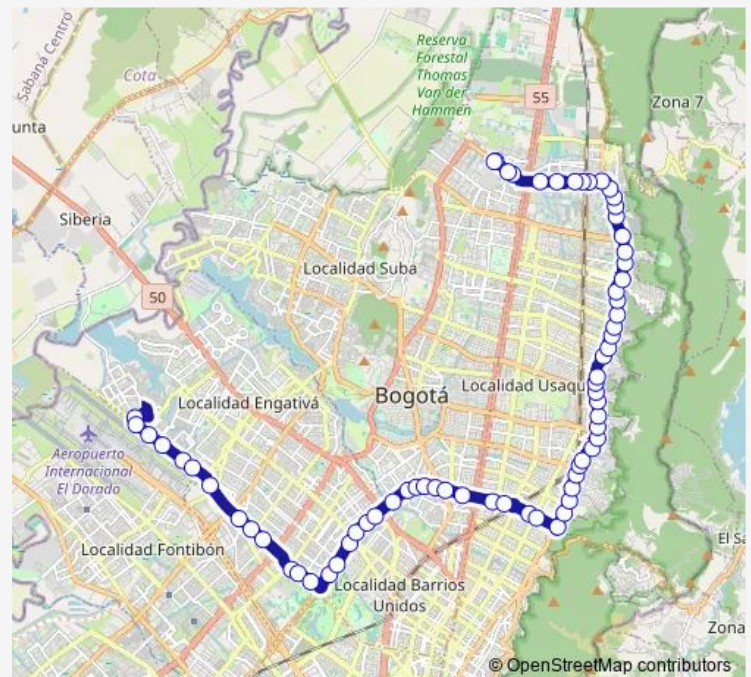 Sabana Centro
Cota
Reserva
Forestal
Thomas
Van der
Hammen
55
Zona 7
unta
Siberia
50
Localidad Suba
Localidad Engativá
Bogotá
Localidad Usaqu
Aeropuerto
Internacional
El Dorado
Localidad Fontibón
Localidad Barrios
Unidos
El Sa
Zona
© OpenStreetMap contributors